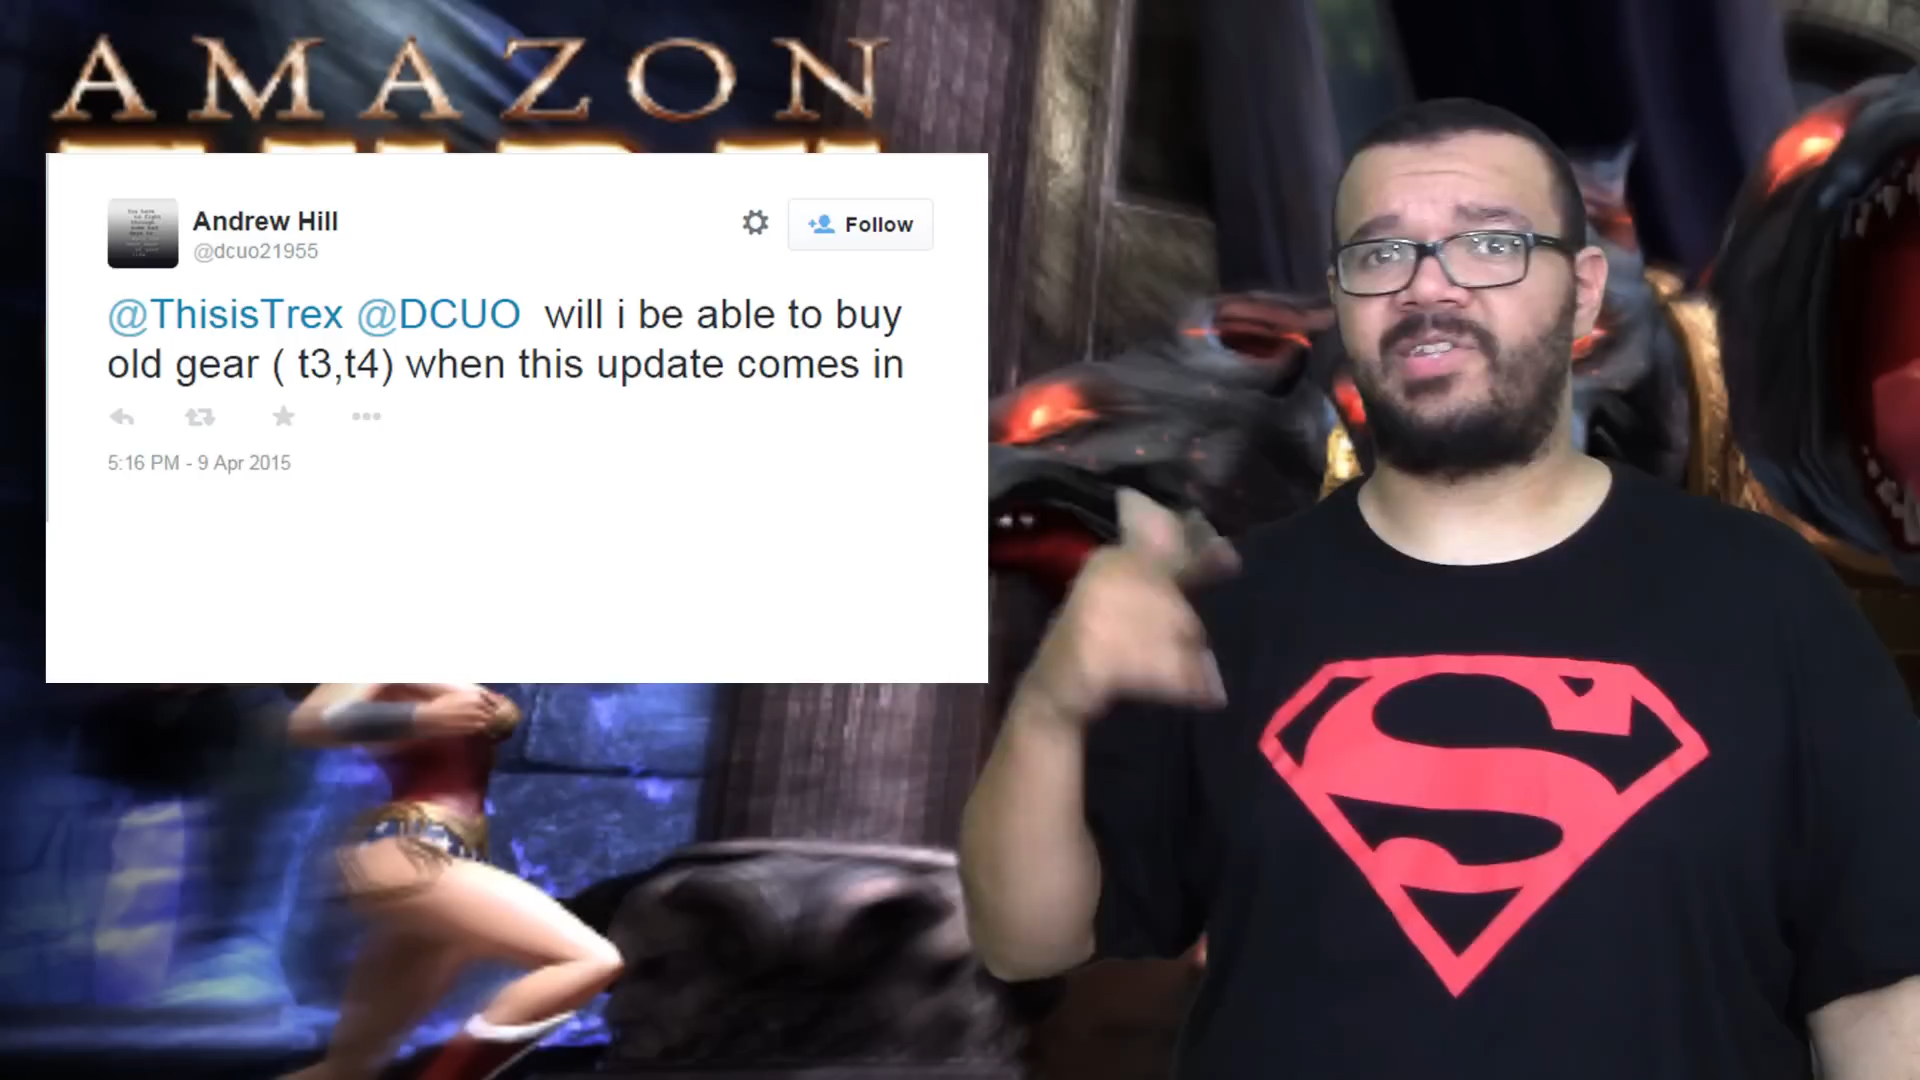 AMAZON
Andrew Hill
@dcuo21955
Follow
@ThisisTrex @DCUO will i be able to buy
old gear ( t3,t4) when this update comes in
5:16 PM - 9 Apr 2015
S